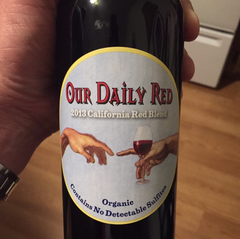 OUR DAILY RED
2013 California Red Blend
Organic
Contains No Detectable Sulfites